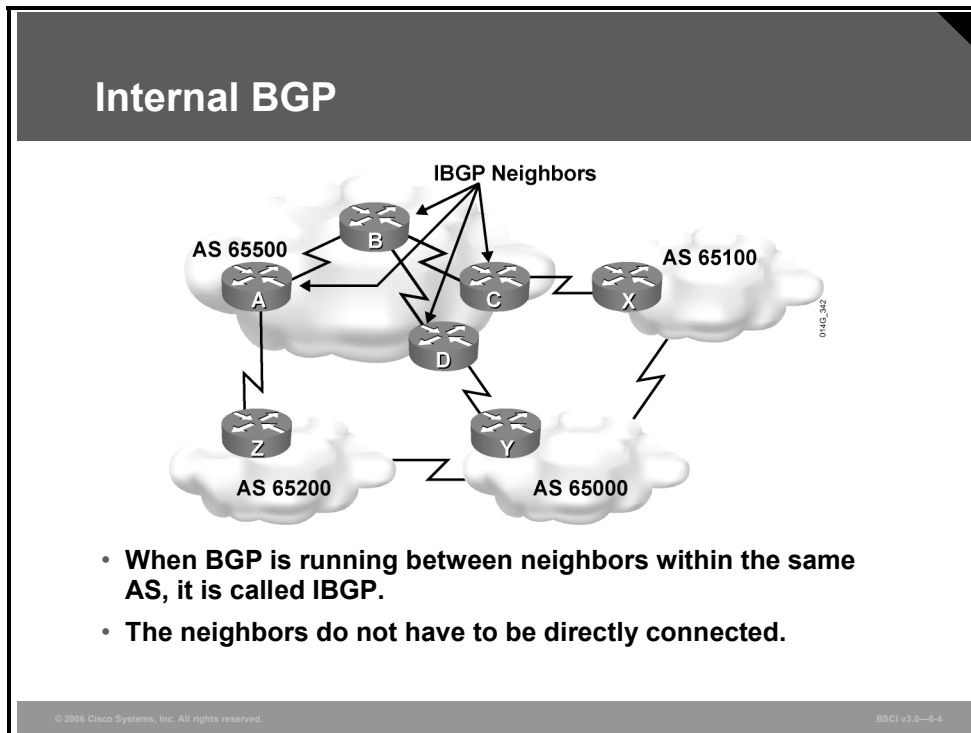 Internal BGP
IBGP Neighbors
B
AS 65500
AS 65100
A
C
X
014G_342
D
Z
Y
AS 65200
AS 65000
• When BGP is running between neighbors within the same
AS, it is called IBGP.
• The neighbors do not have to be directly connected.
© 2006 Cisco Systems, Inc. All rights reserved.
BSCI v3.0—6-4